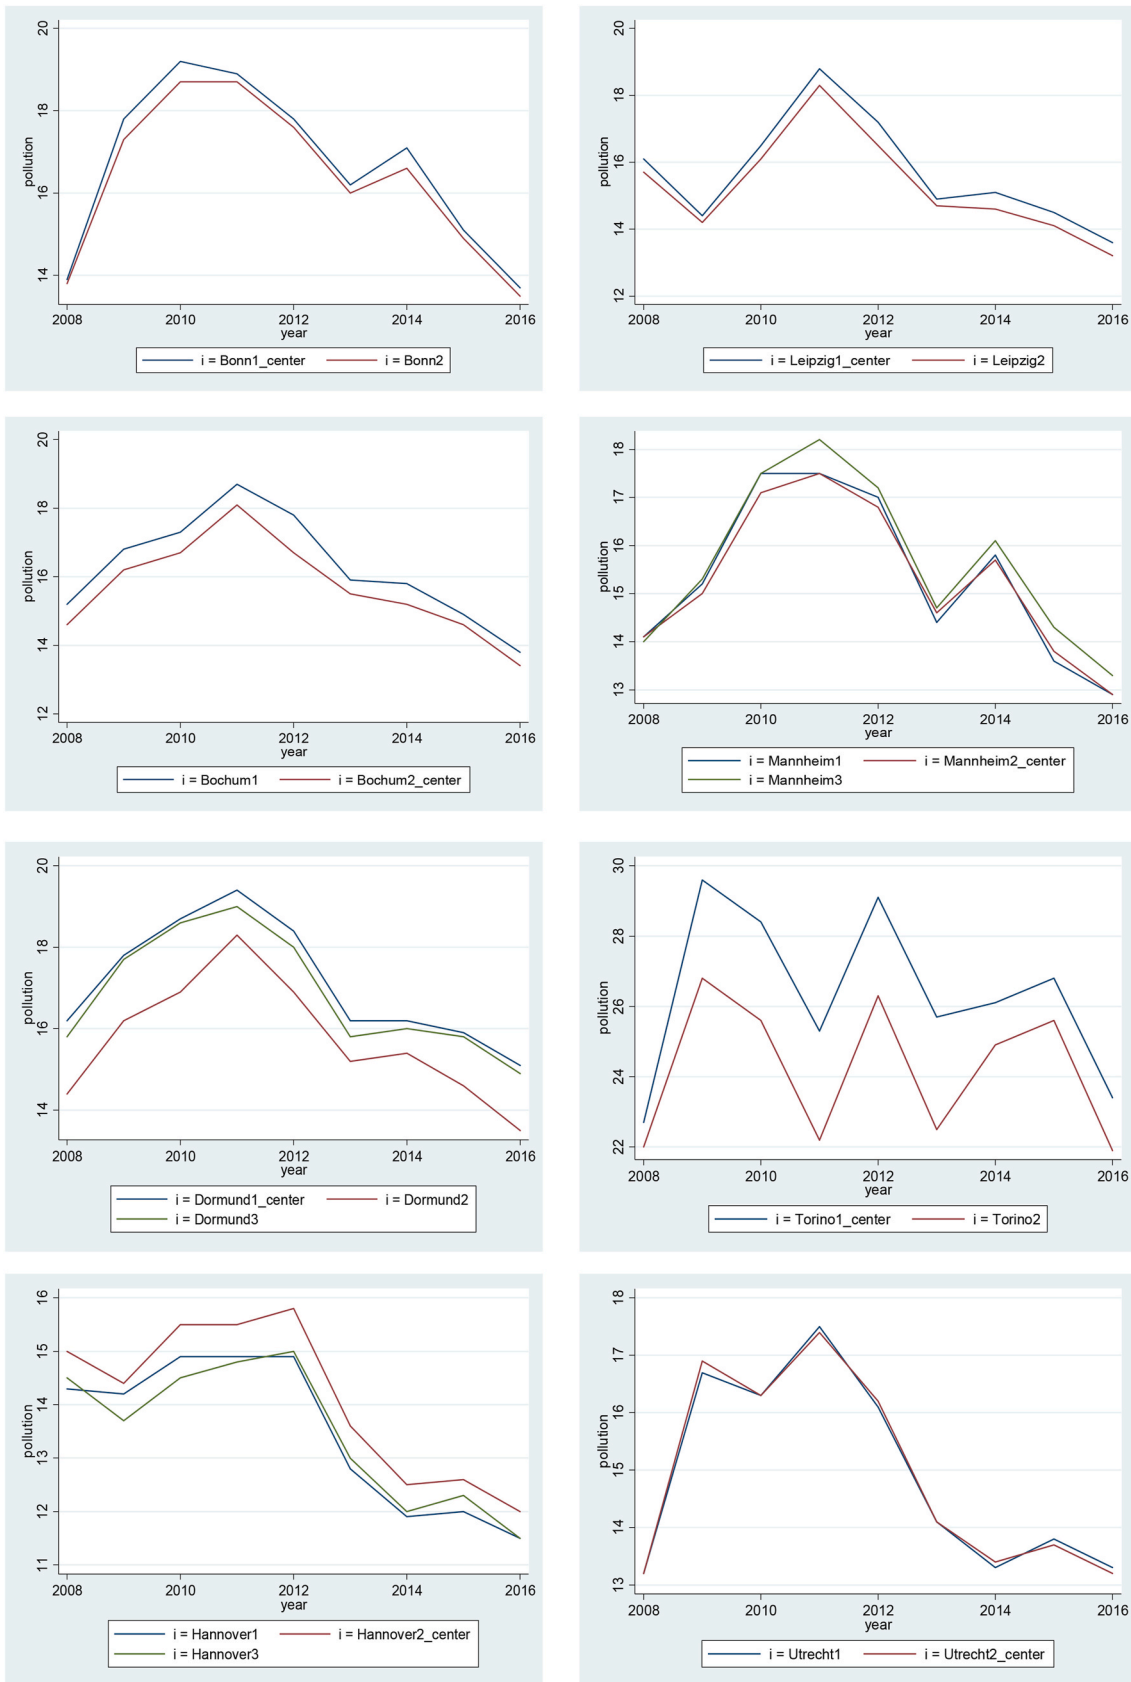 20
18
16
14
pollution
2008 2010 2012 2014 2016
year
i = Bonn1_center i = Bonn2
20
18
16
14
12
pollution
2008 2010 2012 2014 2016
year
i = Leipzig1_center i = Leipzig2
20
18
16
14
12
pollution
2008 2010 2012 2014 2016
year
i = Bochum1 i = Bochum2_center
18
17
16
15
14
13
pollution
2008 2010 2012 2014 2016
year
i = Mannheim1 i = Mannheim2_center
i = Mannheim3
20
18
16
14
pollution
2008 2010 2012 2014 2016
year
i = Dormund1_center i = Dormund2
i = Dormund3
30
28
26
24
22
pollution
2008 2010 2012 2014 2016
year
i = Torino1_center i = Torino2
16
15
14
13
12
11
pollution
2008 2010 2012 2014 2016
year
i = Hannover1 i = Hannover2_center
i = Hannover3
18
17
16
15
14
13
pollution
2008 2010 2012 2014 2016
year
i = Utrecht1 i = Utrecht2_center